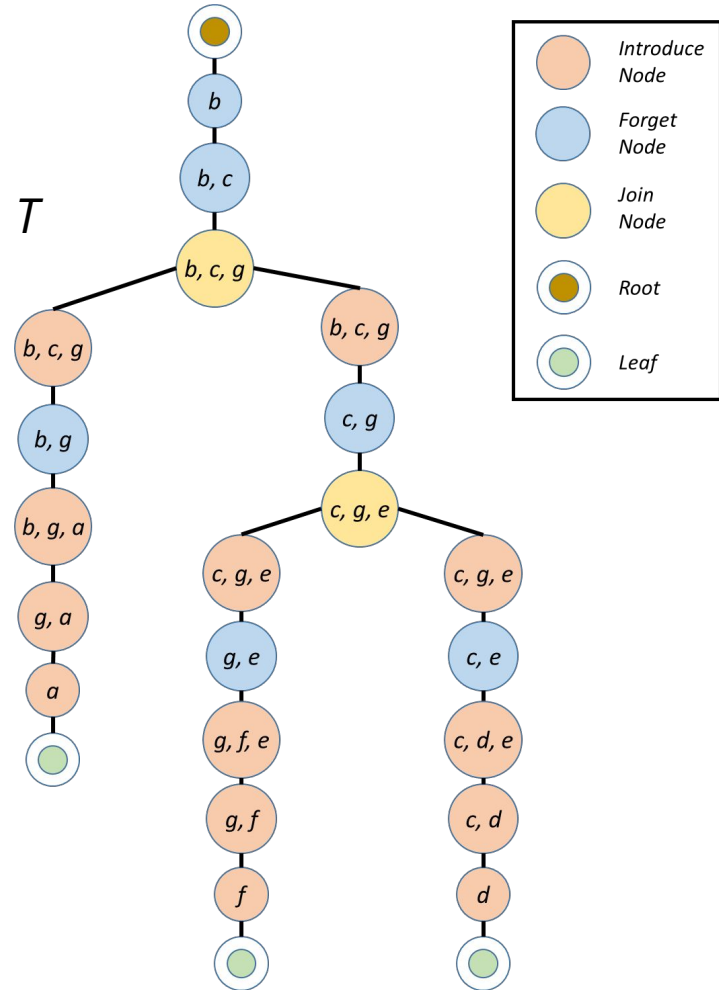 b
b, c
T
b, c, g
b, c, g
b, c, g
b, g
c, g
b, g, a
c, g, e
g, a
c, g, e
c, g, e
a
g, e
c, e
g, f, e
c, d, e
g, f
c, d
f
d
Introduce
Node
Forget
Node
Join
Node
Root
Leaf